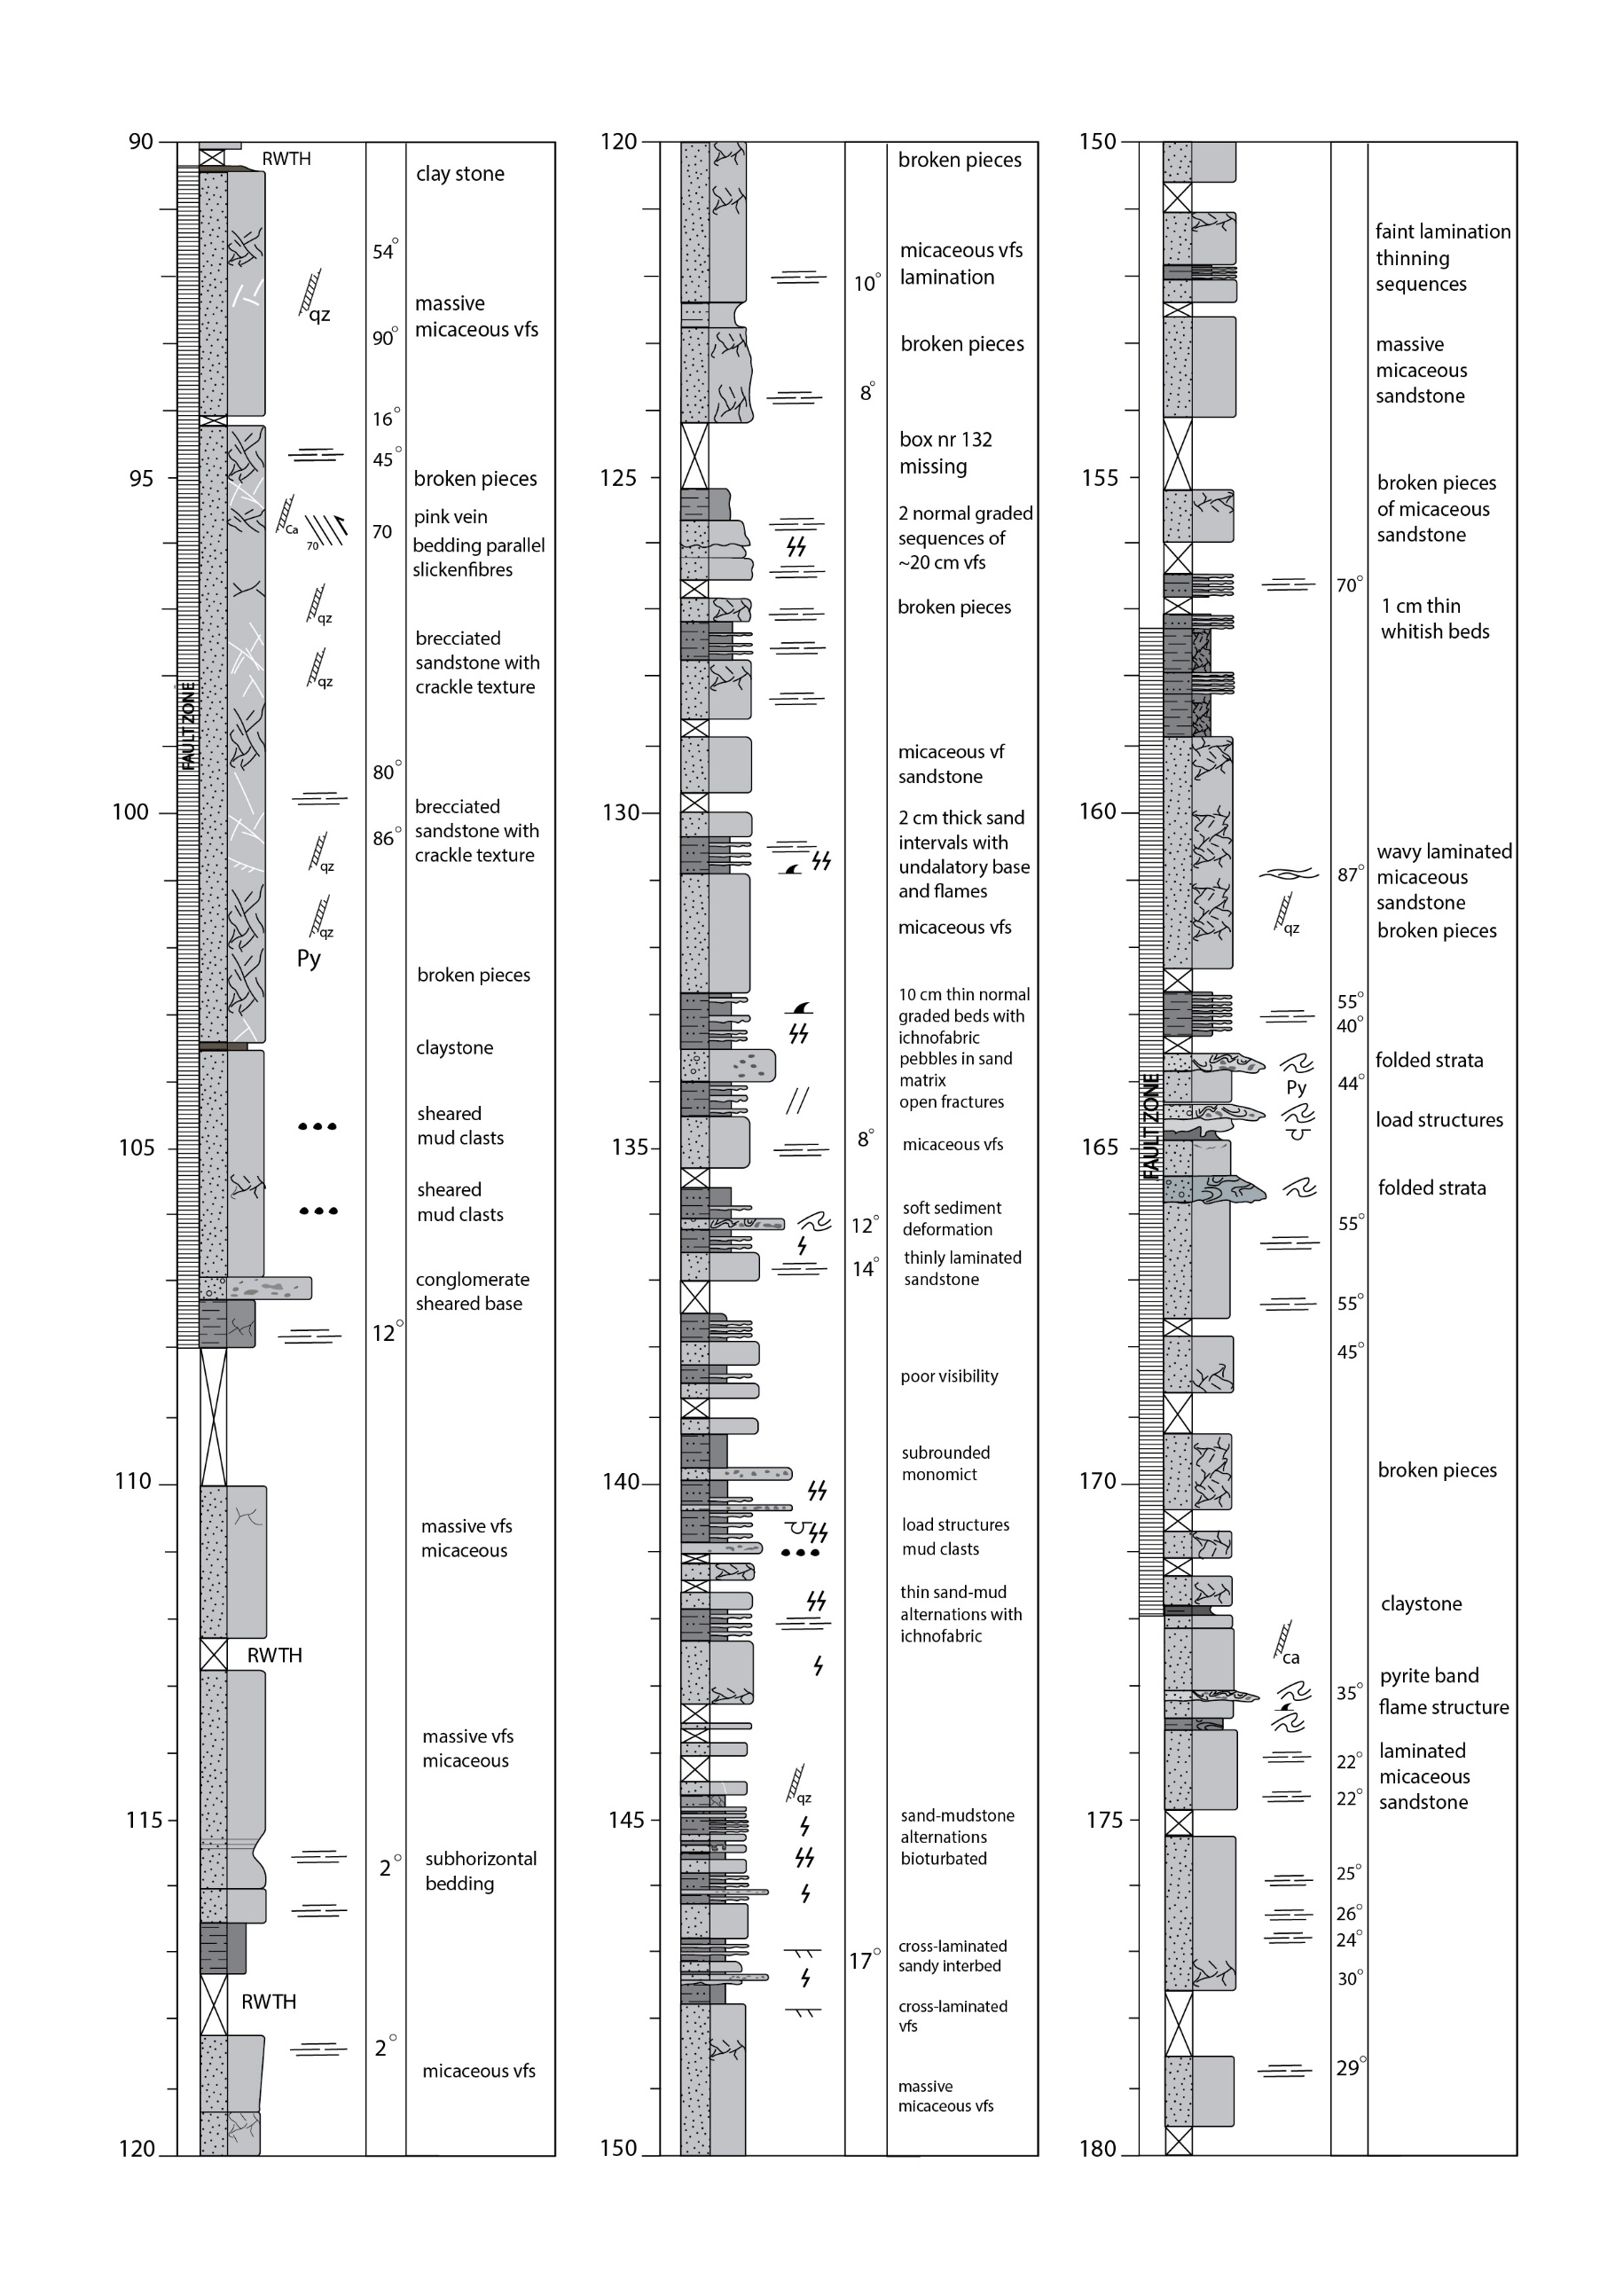 90
RWTH
clay stone
54°
qz
massive
micaceous vfs
90°
16°
45°
95
broken pieces
Ca
70
70
pink vein
bedding parallel
slickenfibres
qz
brecciated
sandstone with
crackle texture
qz
FAULT ZONE
80°
100
brecciated
sandstone with
crackle texture
86°
qz
qz
Py
broken pieces
claystone
sheared
mud clasts
105
sheared
mud clasts
conglomerate
sheared base
12°
110
massive vfs
micaceous
RWTH
massive vfs
micaceous
115
2°
subhorizontal
bedding
RWTH
2°
micaceous vfs
120
120
broken pieces
micaceous vfs
lamination
10°
broken pieces
8°
box nr 132
missing
125
2 normal graded
sequences of
~20 cm vfs
broken pieces
micaceous vf
sandstone
130
2 cm thick sand
intervals with
undalatory base
and flames
micaceous vfs
10 cm thin normal
graded beds with
ichnofabric
pebbles in sand
matrix
open fractures
135
8°
micaceous vfs
soft sediment
deformation
12°
thinly laminated
sandstone
14°
poor visibility
subrounded
monomict
140
load structures
mud clasts
thin sand-mud
alternations with
ichnofabric
qz
145
sand-mudstone
alternations
bioturbated
cross-laminated
sandy interbed
17°
cross-laminated
vfs
massive
micaceous vfs
150
150
faint lamination
thinning
sequences
massive
micaceous
sandstone
155
broken pieces
of micaceous
sandstone
70°
1 cm thin
whitish beds
160
wavy laminated
micaceous
sandstone
87°
qz
broken pieces
55°
40°
folded strata
Py
44°
load structures
FAULT ZONE
165
folded strata
55°
55°
45°
170
broken pieces
claystone
ca
pyrite band
35°
flame structure
laminated
micaceous
sandstone
22°
22°
175
25°
26°
24°
30°
29°
180